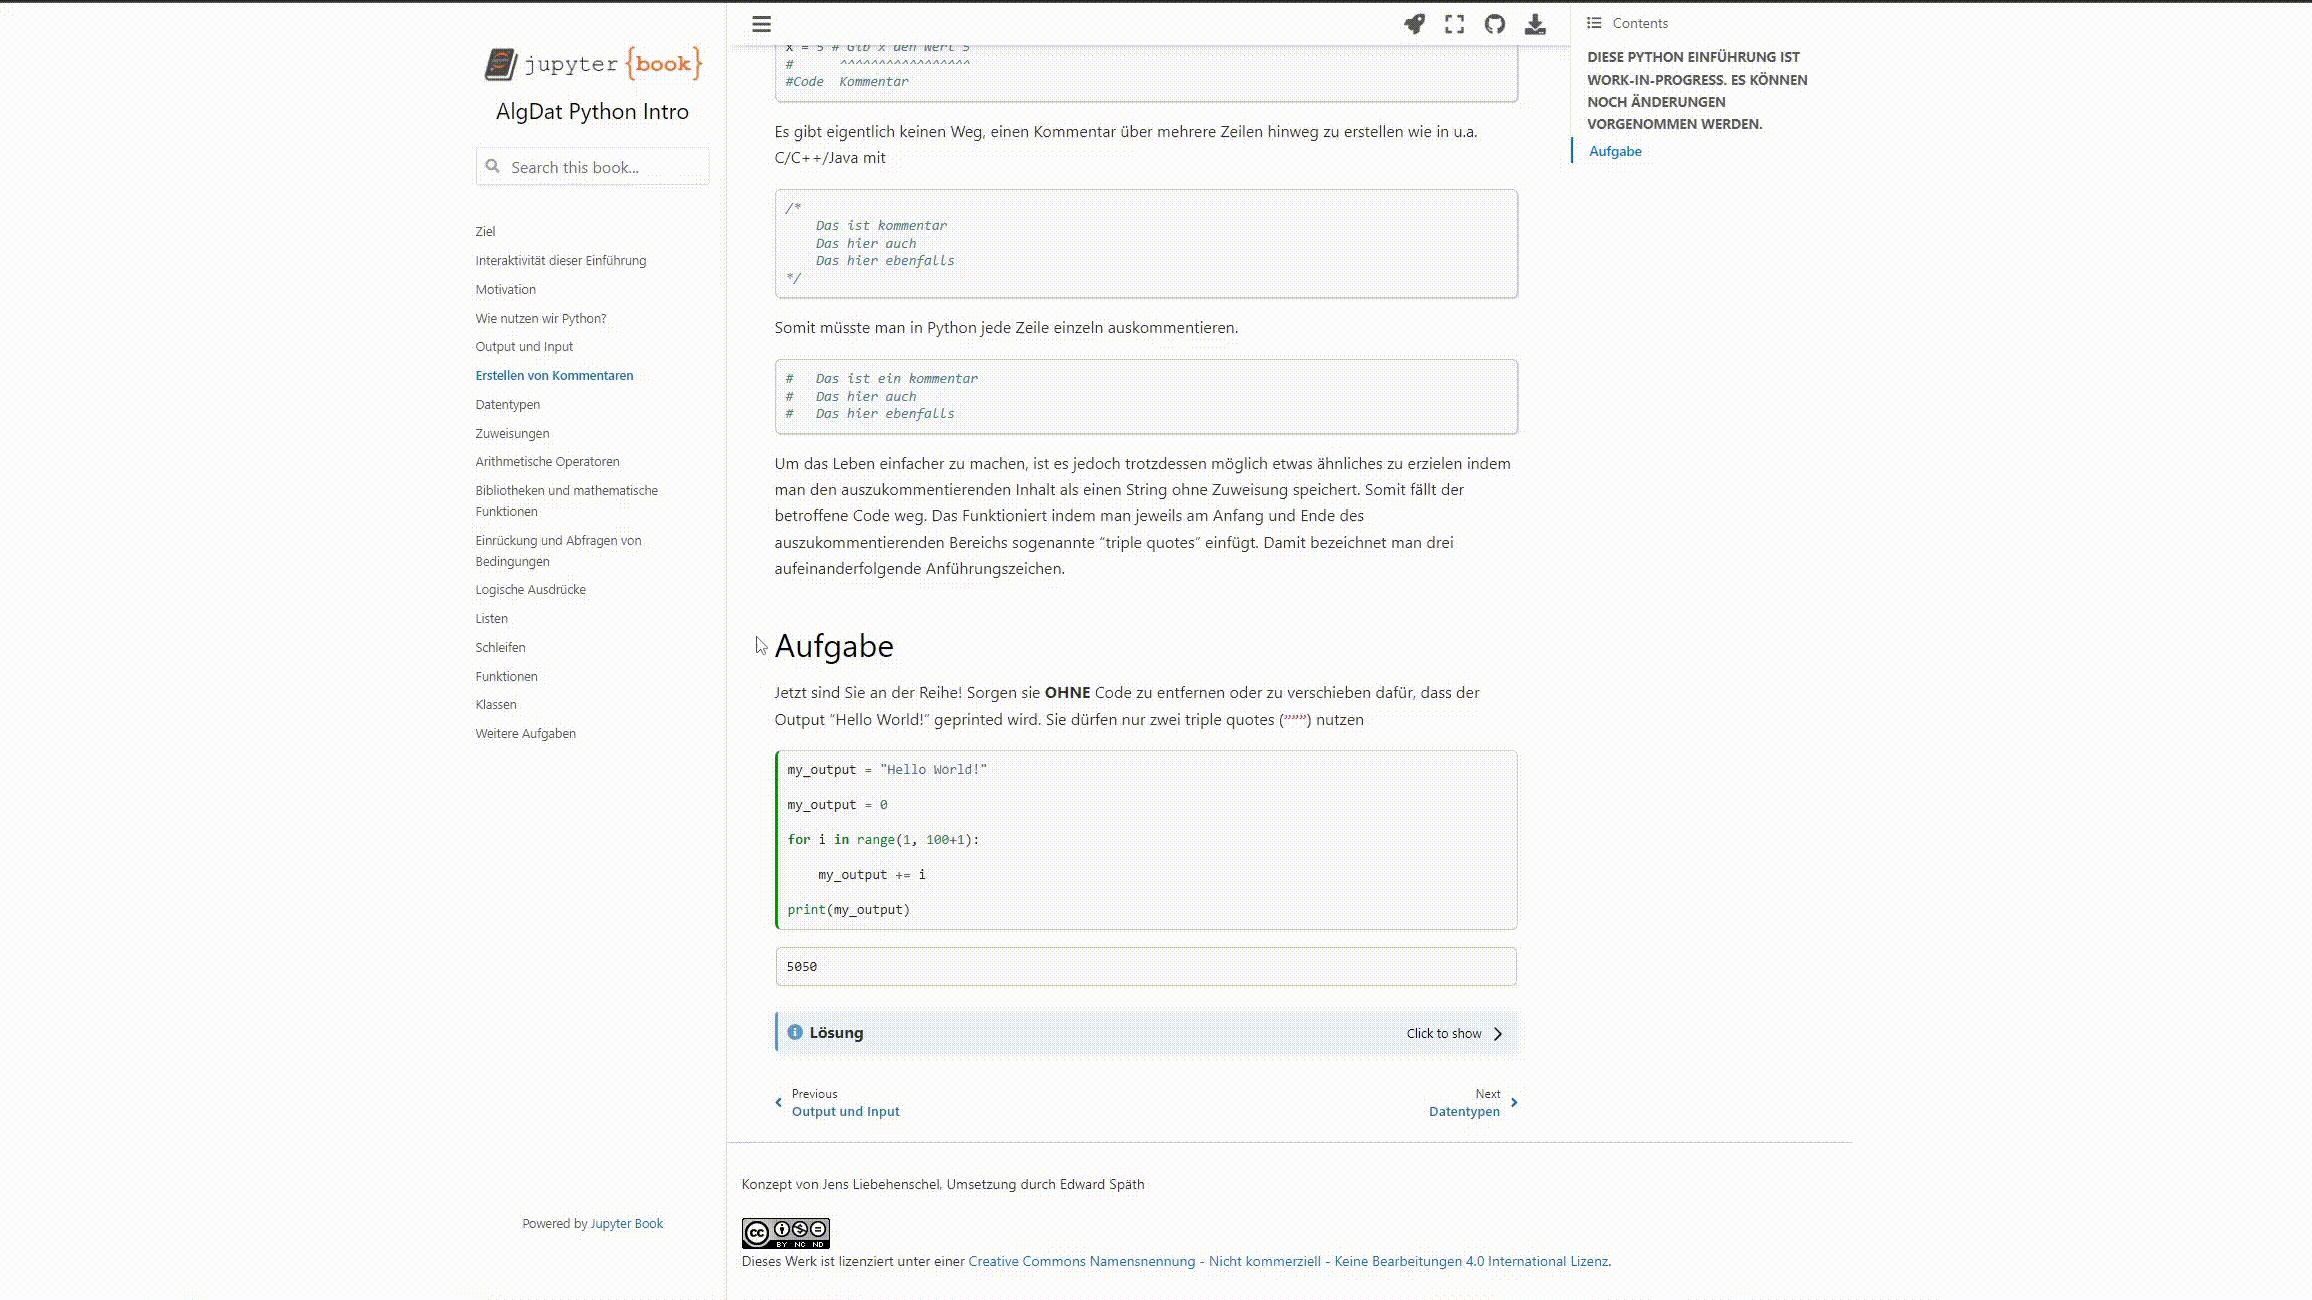 jupyter {book}
AlgDat Python Intro
Search this book...
Ziel
Interaktivität dieser Einführung
Motivation
Wie nutzen wir Python?
Output und Input
Erstellen von Kommentaren
Datentypen
Zuweisungen
Arithmetische Operatoren
Bibliotheken und mathematische
Funktionen
Einrückung und Abfragen von
Bedingungen
Logische Ausdrücke
Listen
Schleifen
Funktionen
Klassen
Weitere Aufgaben
Powered by Jupyter Book
x = 5 # Gib x den Wert 5
#      ^^^^^^^^^^^^^^^^^
#Code  Kommentar
Es gibt eigentlich keinen Weg, einen Kommentar über mehrere Zeilen hinweg zu erstellen wie in u.a.
C/C++/Java mit
/*
    Das ist kommentar
    Das hier auch
    Das hier ebenfalls
*/
Somit müsste man in Python jede Zeile einzeln auskommentieren.
#   Das ist ein kommentar
#   Das hier auch
#   Das hier ebenfalls
Um das Leben einfacher zu machen, ist es jedoch trotzdessen möglich etwas ähnliches zu erzielen indem
man den auszukommentierenden Inhalt als einen String ohne Zuweisung speichert. Somit fällt der
betroffene Code weg. Das Funktioniert indem man jeweils am Anfang und Ende des
auszukommentierenden Bereichs sogenannte “triple quotes” einfügt. Damit bezeichnet man drei
aufeinanderfolgende Anführungszeichen.
Aufgabe
Jetzt sind Sie an der Reihe! Sorgen sie OHNE Code zu entfernen oder zu verschieben dafür, dass der
Output “Hello World!” geprinted wird. Sie dürfen nur zwei triple quotes (”””) nutzen
my_output = "Hello World!"
my_output = 0
for i in range(1, 100+1):
    my_output += i
print(my_output)
5050
Lösung Click to show
Previous
Output und Input
Next
Datentypen
Konzept von Jens Liebehenschel, Umsetzung durch Edward Späth
cc BY NC ND
Dieses Werk ist lizenziert unter einer Creative Commons Namensnennung - Nicht kommerziell - Keine Bearbeitungen 4.0 International Lizenz.
Contents
DIESE PYTHON EINFÜHRUNG IST
WORK-IN-PROGRESS. ES KÖNNEN
NOCH ÄNDERUNGEN
VORGENOMMEN WERDEN.
Aufgabe